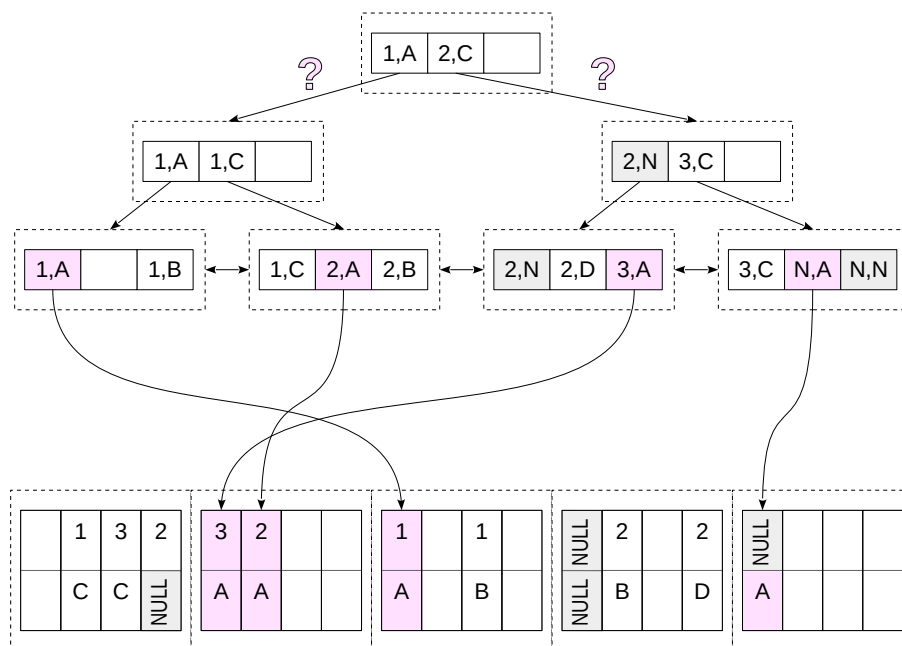 1,A 2,C
? ?
1,A 1,C 2,N 3,C
1,A 1,B 1,C 2,A 2,B 2,N 2,D 3,A 3,C N,A N,N
1 3 2 3 2 1 1 NULL 2 2 NULL
C C NULL A A A B NULL B D A